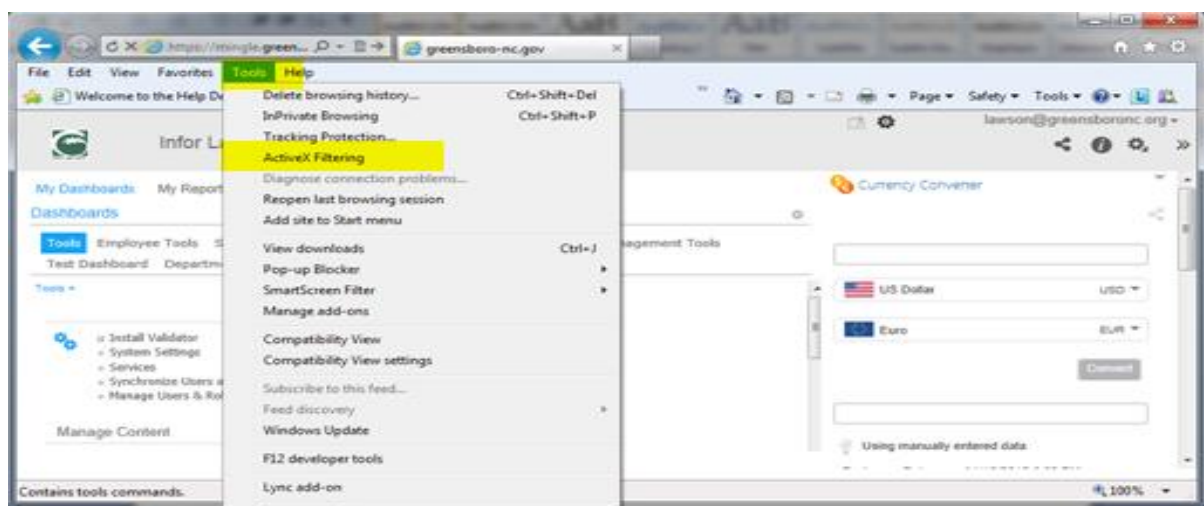 https://mingle.green...
greensboro-nc.gov
File Edit View Favorites Tools Help
Welcome to the Help De
Page Safety Tools
Delete browsing history... Ctrl+Shift+Del
InPrivate Browsing Ctrl+Shift+P
Tracking Protection...
ActiveX Filtering
Diagnose connection problems...
Reopen last browsing session
Add site to Start menu
View downloads Ctrl+J
Pop-up Blocker
SmartScreen Filter
Manage add-ons
Compatibility View
Compatibility View settings
Subscribe to this feed...
Feed discovery
Windows Update
F12 developer tools
Lync add-on
Infor La
lawson@greensboronc.org
My Dashboards My Report
Dashboards
Tools Employee Tools S
agement Tools
Test Dashboard Departm
Tools
Install Validator
System Settings
Services
Synchronize Users a
Manage Users & Rol
Manage Content
Currency Converter
US Dollar USD
Euro EUR
Convert
Using manually entered data
Contains tools commands.
100%